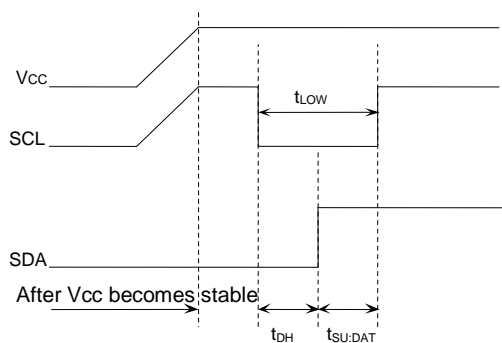 Vcc
tLOW
SCL
SDA
After Vcc becomes stable
tDH
tSU:DAT